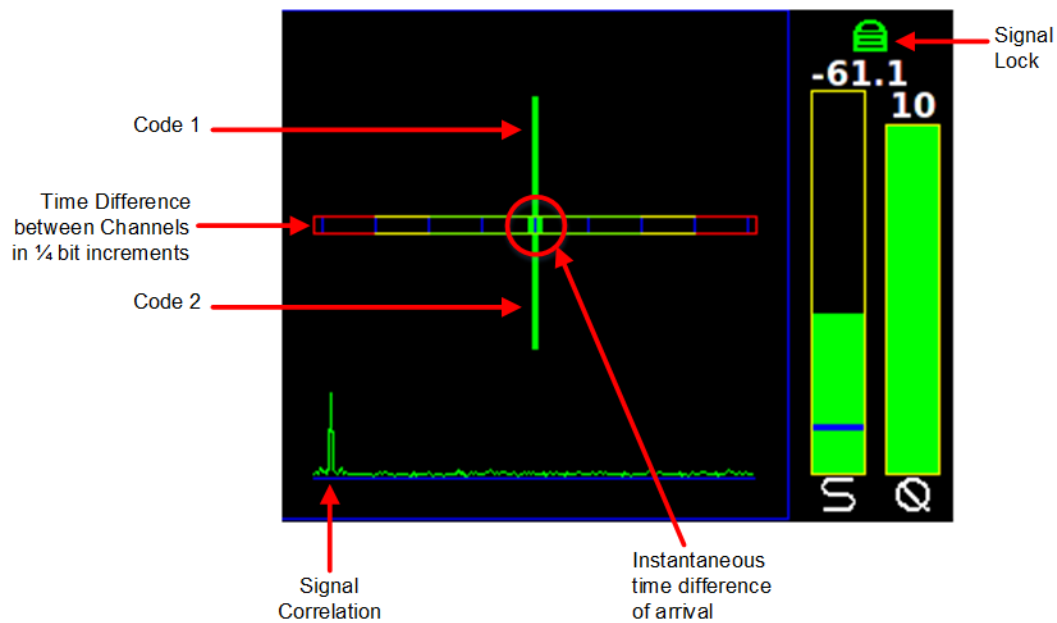 Signal
Lock
-61.1
10
Code 1
Time Difference
between Channels
in ¼ bit increments
Code 2
S
Q
Signal
Correlation
Instantaneous
time difference
of arrival